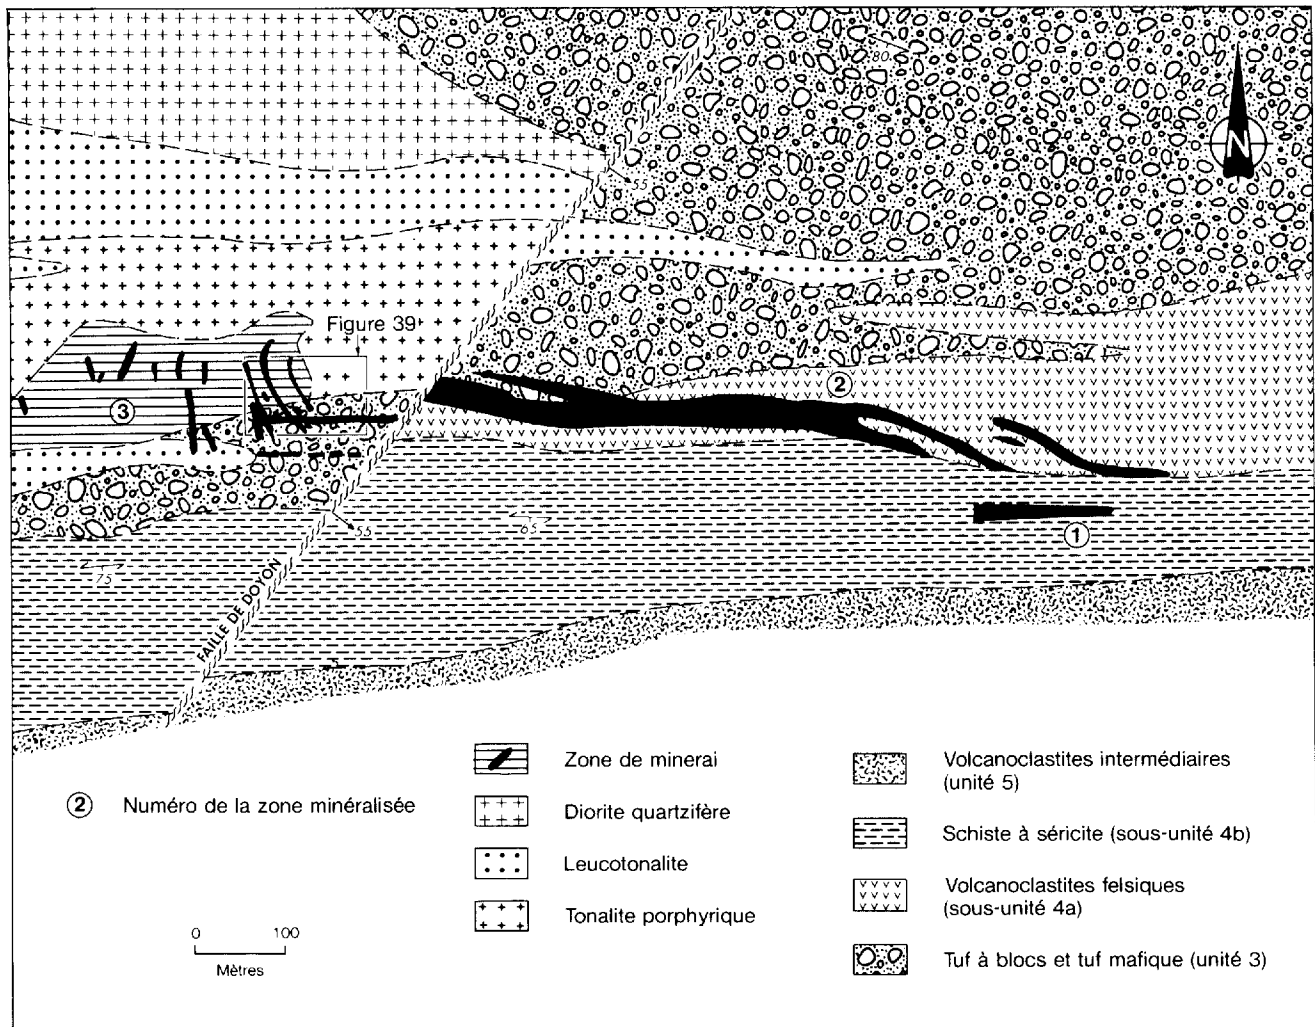 80
N
55
Figure 39
2
3
1
55
65
75
FAILLE DE DOYON
2 Numéro de la zone minéralisée
0 100
Mètres
Zone de minerai
Diorite quartzifère
Leucotonalite
Tonalite porphyrique
Volcanoclastites intermédiaires
(unité 5)
Schiste à séricite (sous-unité 4b)
Volcanoclastites felsiques
(sous-unité 4a)
Tuf à blocs et tuf mafique (unité 3)